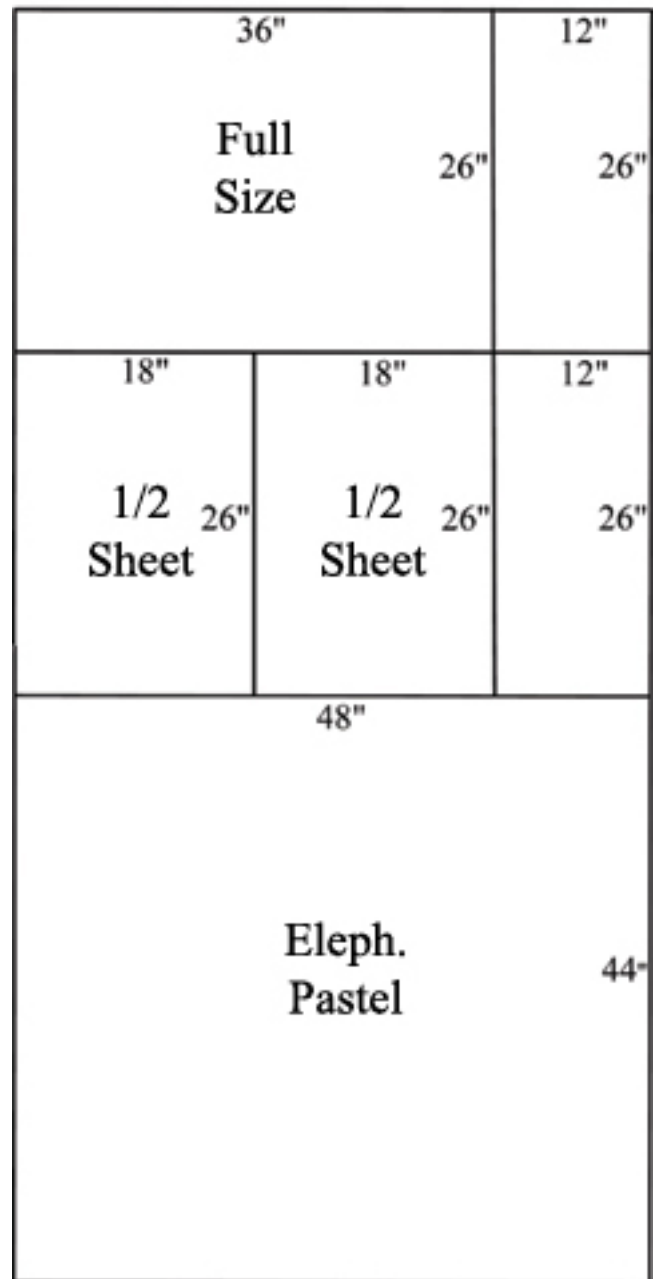 36" 12"
Full
Size
26" 26"
18" 18" 12"
1/2
Sheet
26"
1/2
Sheet
26" 26"
48"
Eleph.
Pastel
44"